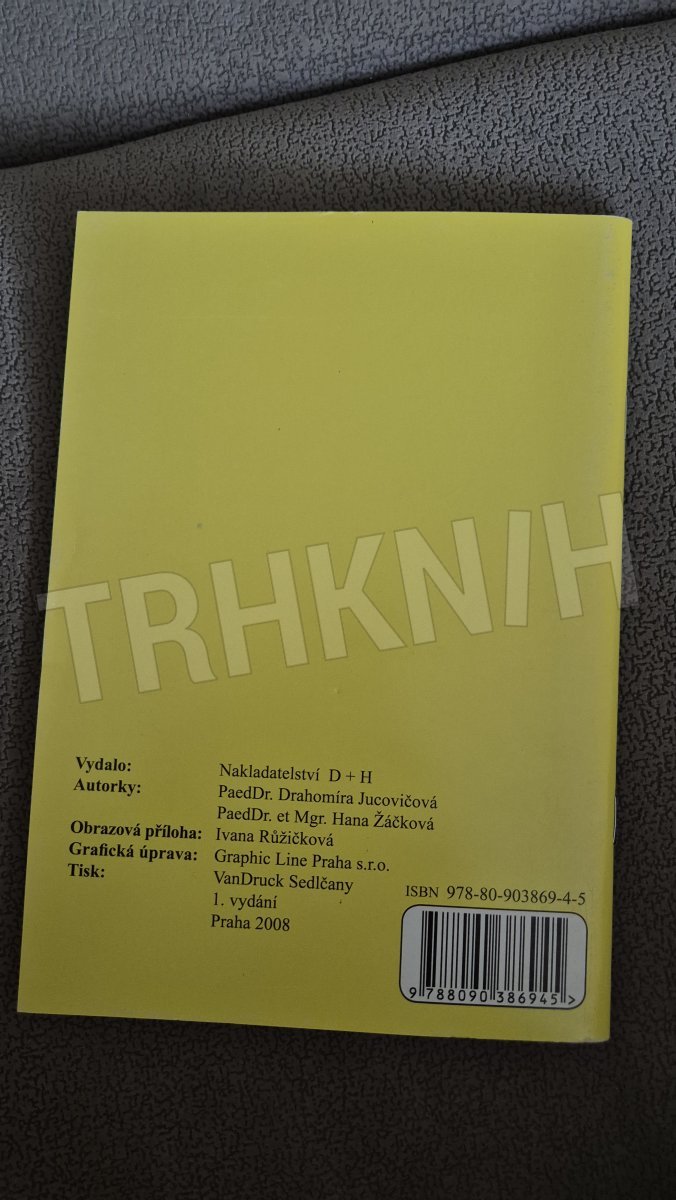 TRHKNIH
Vydalo: Nakladatelství D + H
Autorky: PaedDr. Drahomíra Jucovičová
PaedDr. et Mgr. Hana Žáčková
Obrazová příloha: Ivana Růžičková
Grafická úprava: Graphic Line Praha s.r.o.
Tisk: VanDruck Sedlčany
1. vydání
Praha 2008
ISBN 978-80-903869-4-5
9 788090 386945 >